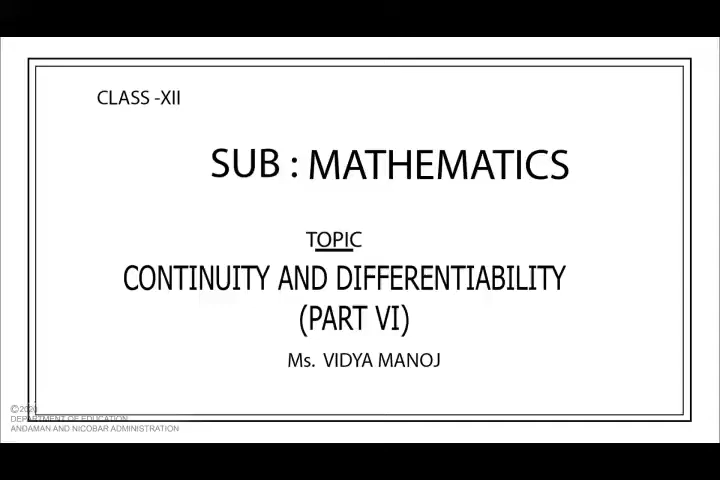 CLASS -XII
SUB : MATHEMATICS
TOPIC
CONTINUITY AND DIFFERENTIABILITY
(PART VI)
Ms. VIDYA MANOJ
©2020
DEPARTMENT OF EDUCATION
ANDAMAN AND NICOBAR ADMINISTRATION